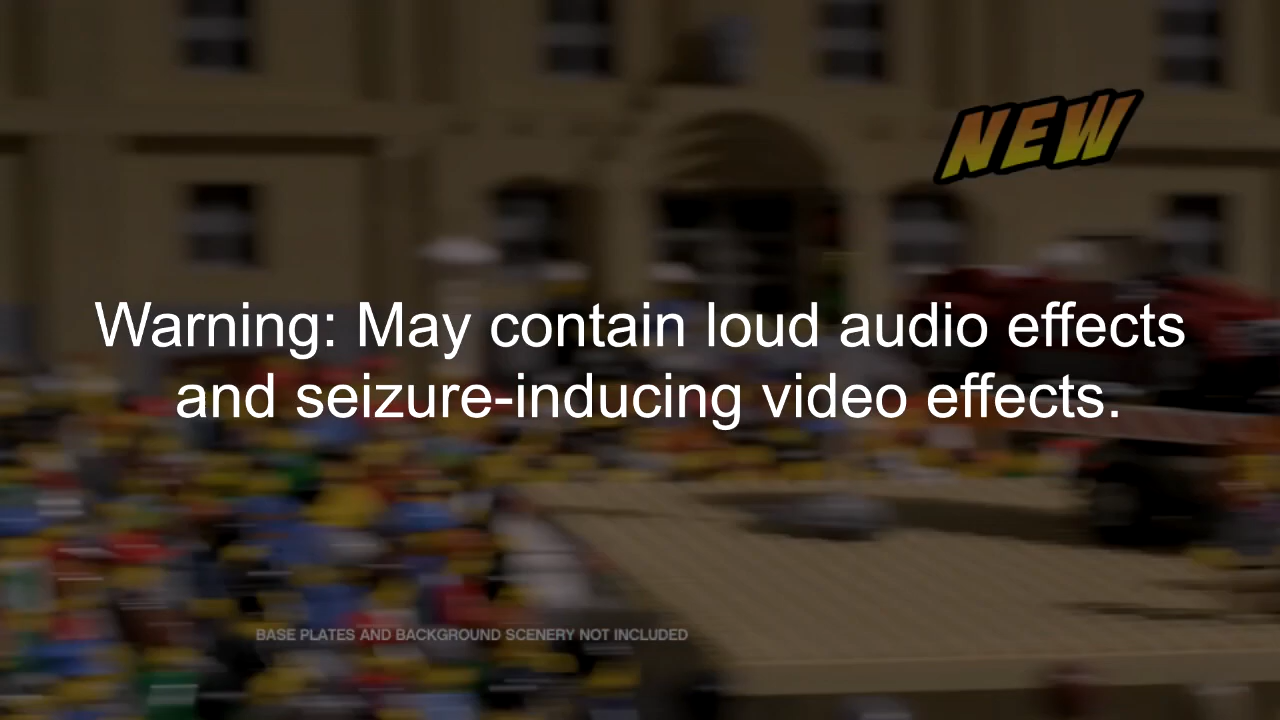 NEW
Warning: May contain loud audio effects
and seizure-inducing video effects.
BASE PLATES AND BACKGROUND SCENERY NOT INCLUDED